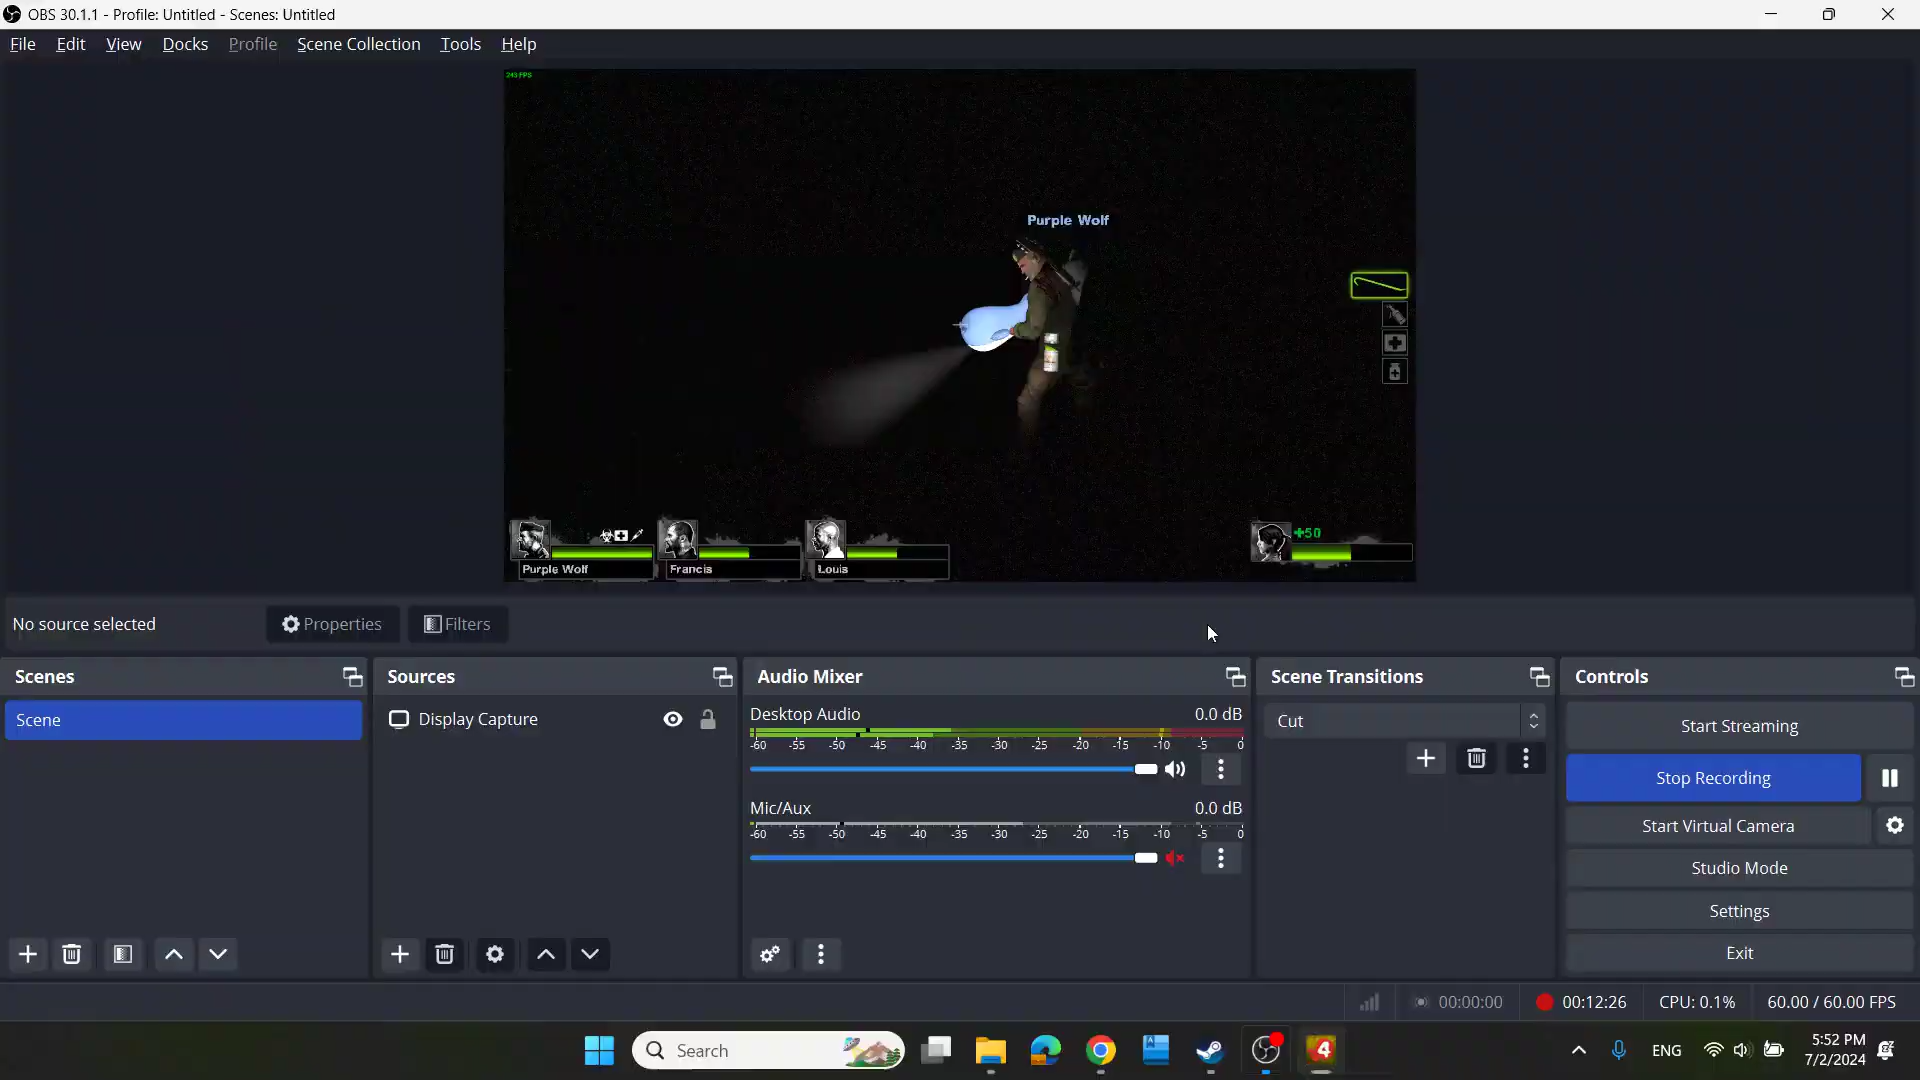 OBS 30.1.1 - Profile: Untitled - Scenes: Untitled
File Edit View Docks Profile Scene Collection Tools Help
243 FPS
Purple Wolf
+50
Purple Wolf Francis Louis
No source selected Properties Filters
Scenes Sources Audio Mixer Scene Transitions Controls
Scene
Display Capture
Desktop Audio 0.0 dB
-60 -55 -50 -45 -40 -35 -30 -25 -20 -15 -10 -5 0
Mic/Aux 0.0 dB
-60 -55 -50 -45 -40 -35 -30 -25 -20 -15 -10 -5 0
Cut
Start Streaming
Stop Recording
Start Virtual Camera
Studio Mode
Settings
Exit
00:00:00 00:12:26 CPU: 0.1% 60.00 / 60.00 FPS
Search 4 ENG 5:52 PM
7/2/2024